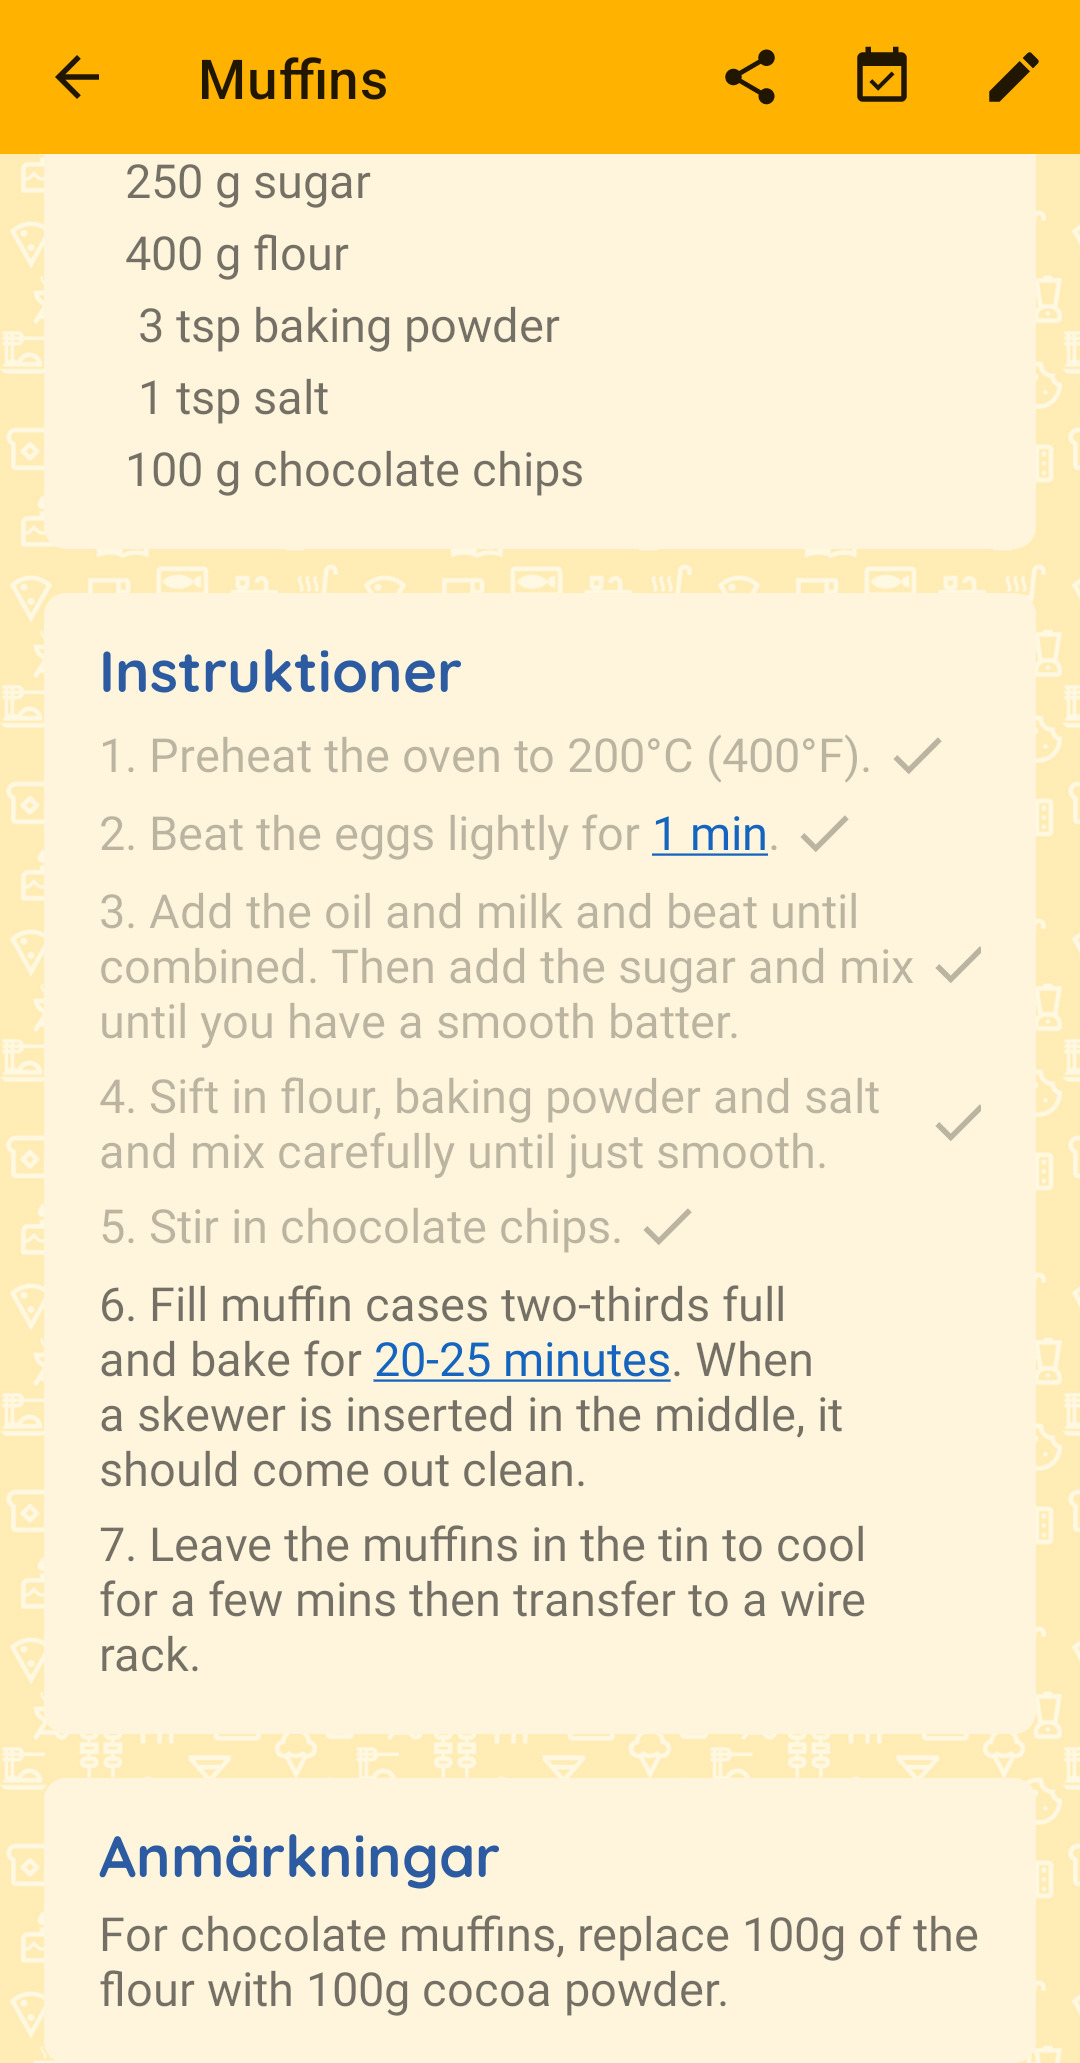 Muffins
250 g sugar
400 g flour
3 tsp baking powder
1 tsp salt
100 g chocolate chips
Instruktioner
1. Preheat the oven to 200°C (400°F).
2. Beat the eggs lightly for 1 min.
3. Add the oil and milk and beat until
combined. Then add the sugar and mix
until you have a smooth batter.
4. Sift in flour, baking powder and salt
and mix carefully until just smooth.
5. Stir in chocolate chips.
6. Fill muffin cases two-thirds full
and bake for 20-25 minutes. When
a skewer is inserted in the middle, it
should come out clean.
7. Leave the muffins in the tin to cool
for a few mins then transfer to a wire
rack.
Anmärkningar
For chocolate muffins, replace 100g of the
flour with 100g cocoa powder.